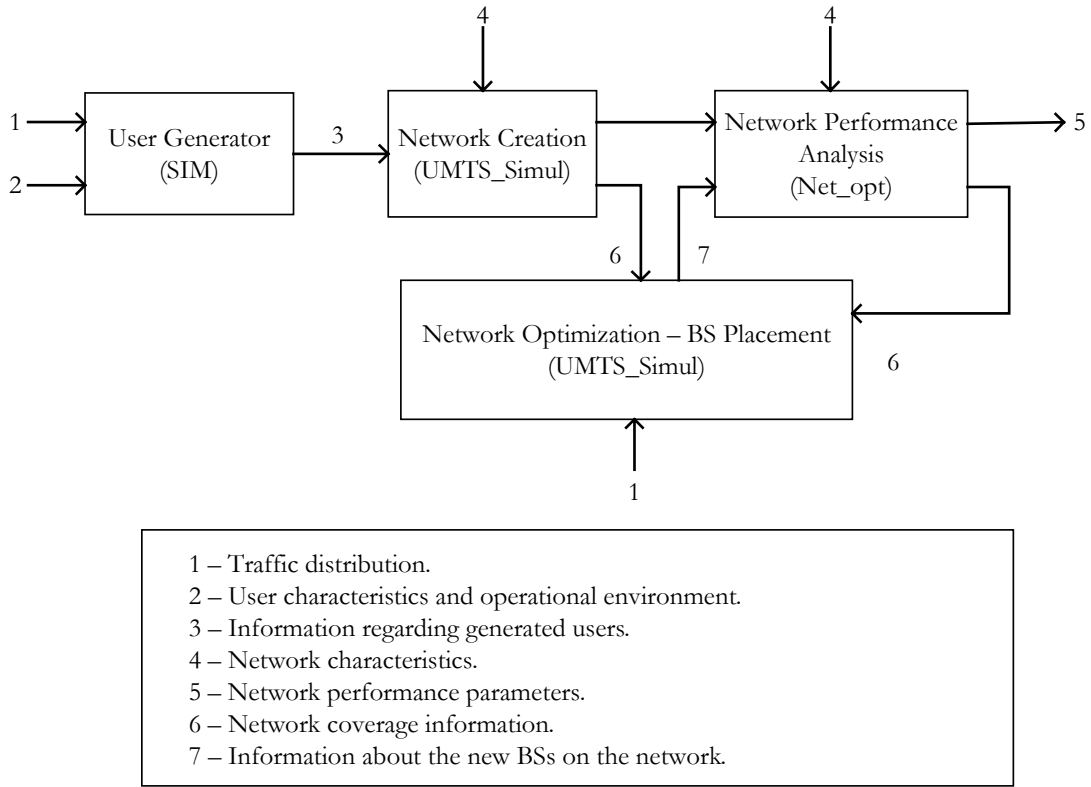 4
4
1
2
User Generator
(SIM)
3
Network Creation
(UMTS_Simul)
Network Performance
Analysis
(Net_opt)
5
6
7
Network Optimization – BS Placement
(UMTS_Simul)
6
1
1 – Traffic distribution.
2 – User characteristics and operational environment.
3 – Information regarding generated users.
4 – Network characteristics.
5 – Network performance parameters.
6 – Network coverage information.
7 – Information about the new BSs on the network.